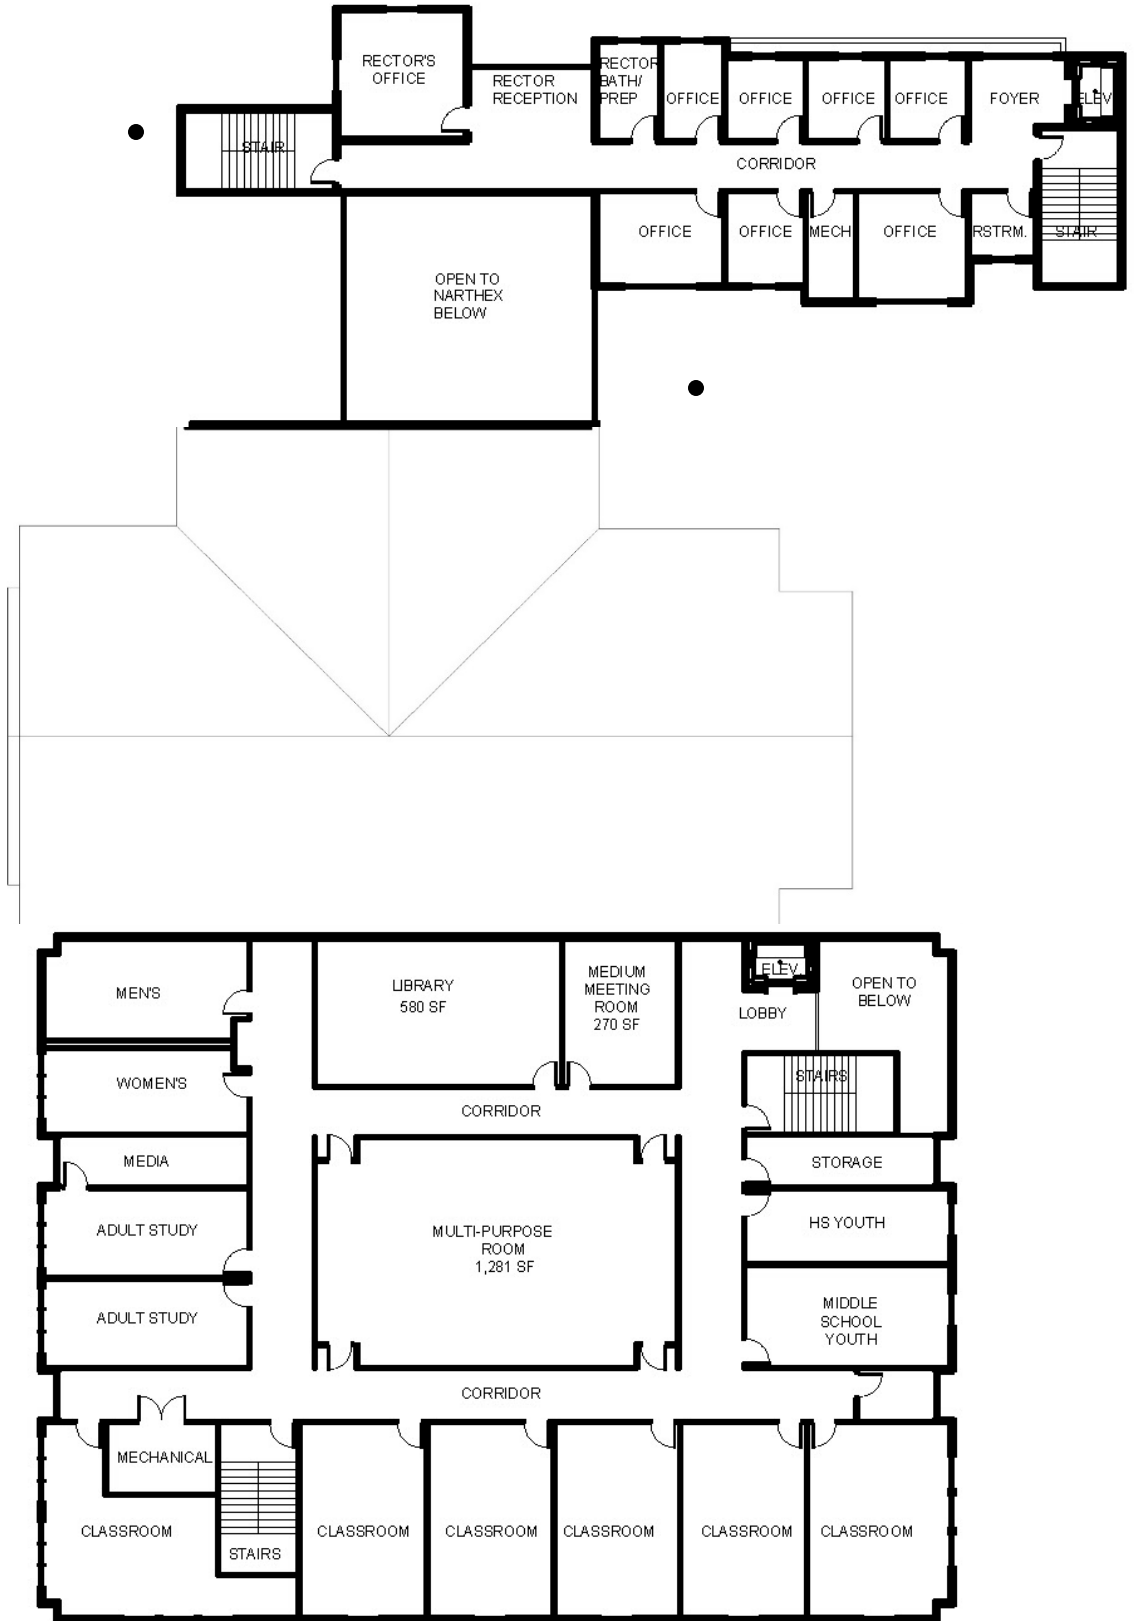 RECTOR'S
OFFICE
RECTOR
RECEPTION
RECTOR
BATH/
PREP
OFFICE
OFFICE
OFFICE
OFFICE
FOYER
ELEV
STAIR
CORRIDOR
OFFICE
OFFICE
MECH
OFFICE
RSTRM.
STAIR
OPEN TO
NARTHEX
BELOW
MEN'S
LIBRARY
580 SF
MEDIUM
MEETING
ROOM
270 SF
ELEV.
LOBBY
OPEN TO
BELOW
WOMEN'S
STAIRS
CORRIDOR
MEDIA
STORAGE
ADULT STUDY
MULTI-PURPOSE
ROOM
1,281 SF
HS YOUTH
ADULT STUDY
MIDDLE
SCHOOL
YOUTH
CORRIDOR
MECHANICAL
CLASSROOM
STAIRS
CLASSROOM
CLASSROOM
CLASSROOM
CLASSROOM
CLASSROOM